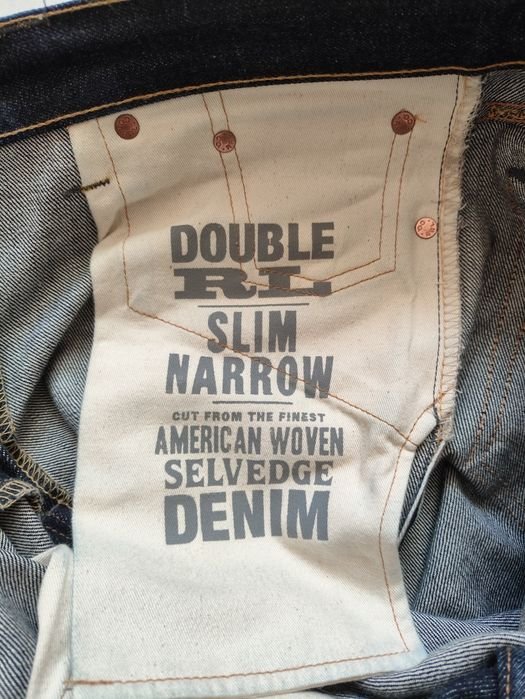 DOUBLE
RL
SLIM
NARROW
CUT FROM THE FINEST
AMERICAN WOVEN
SELVEDGE
DENIM